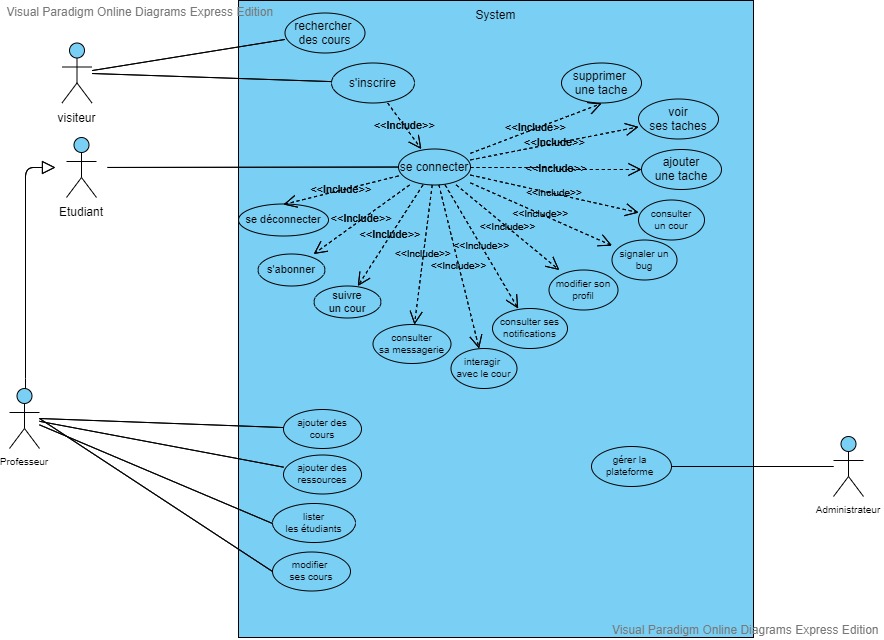 Visual Paradigm Online Diagrams Express Edition
System
rechercher
des cours
visiteur
s'inscrire
supprimer
une tache
voir
ses taches
<<Include>>
<<Include>>
<<Include>>
Etudiant
se connecter
<<Include>>
ajouter
une tache
<<Include>>
<<Include>>
se déconnecter
<<Include>>
<<Include>>
consulter
un cour
<<Include>>
<<Include>>
<<Include>>
<<Include>>
<<Include>>
signaler un
bug
s'abonner
suivre
un cour
modifier son
profil
consulter ses
notifications
consulter
sa messagerie
interagir
avec le cour
Professeur
ajouter des
cours
ajouter des
ressources
lister
les étudiants
modifier
ses cours
gérer la
plateforme
Administrateur
Visual Paradigm Online Diagrams Express Edition